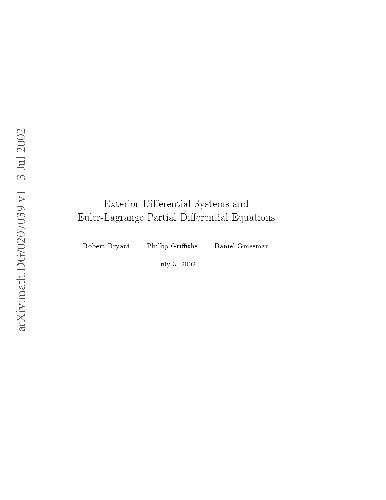 Exterior Differential Systems and
Euler-Lagrange Partial Differential Equations
Robert Bryant Phillip Griffiths Daniel Grossman
July 3, 2002
arXiv:math.DG/0207039 v1 3 Jul 2002